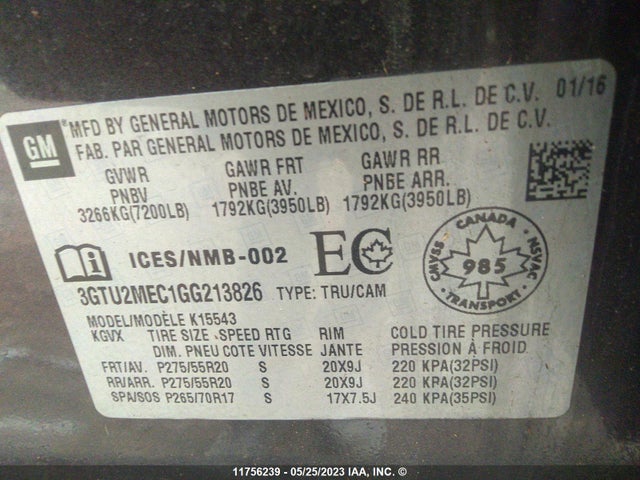 GM ® MFD BY GENERAL MOTORS DE MEXICO, S. DE R.L. DE C.V. 01/16
FAB. PAR GENERAL MOTORS DE MEXICO, S. DE R.L. DE C.V.
GVWR GAWR FRT GAWR RR
PNBV PNBE AV. PNBE ARR.
3266KG(7200LB) 1792KG(3950LB) 1792KG(3950LB)
ICES/NMB-002 EC
CANADA
CMVSS 985 NSVAC
TRANSPORT
3GTU2MEC1GG213826 TYPE: TRU/CAM
MODEL/MODÈLE K15543
KGVX TIRE SIZE SPEED RTG RIM COLD TIRE PRESSURE
DIM. PNEU COTE VITESSE JANTE PRESSION À FROID
FRT/AV. P275/55R20 S 20X9J 220 KPA(32PSI)
RR/ARR. P275/55R20 S 20X9J 220 KPA(32PSI)
SPA/SOS P265/70R17 S 17X7.5J 240 KPA(35PSI)
11756239 - 05/25/2023 IAA, INC. ©